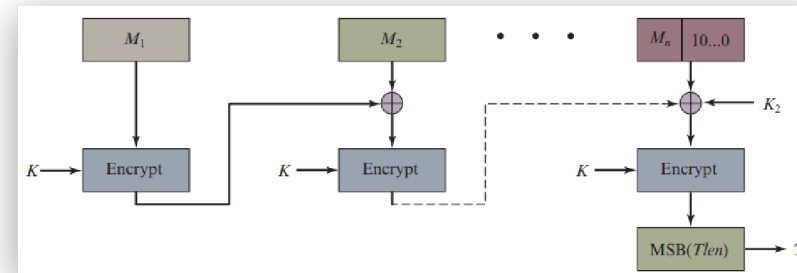 M₁ M₂ • • • Mₙ 10...0
K₂
K Encrypt K Encrypt K Encrypt
MSB(Tlen)